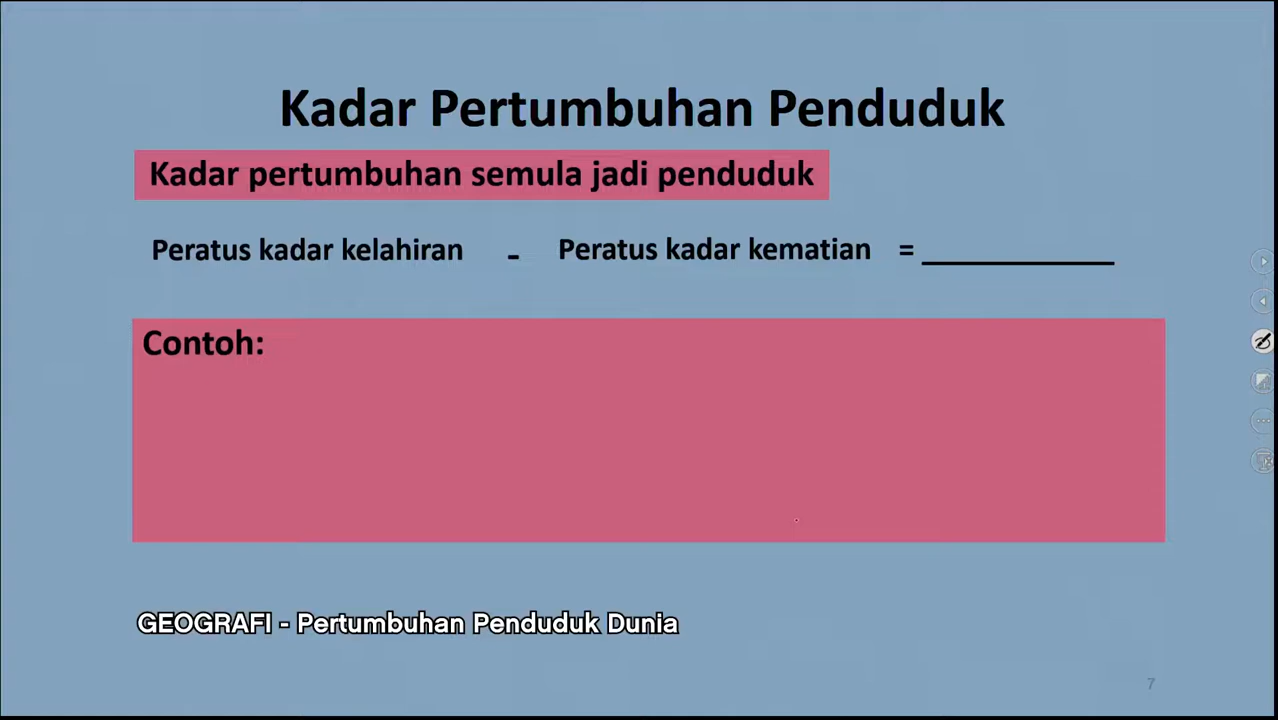 Kadar Pertumbuhan Penduduk
Kadar pertumbuhan semula jadi penduduk
Peratus kadar kelahiran - Peratus kadar kematian = ____________
Contoh:
GEOGRAFI - Pertumbuhan Penduduk Dunia
7